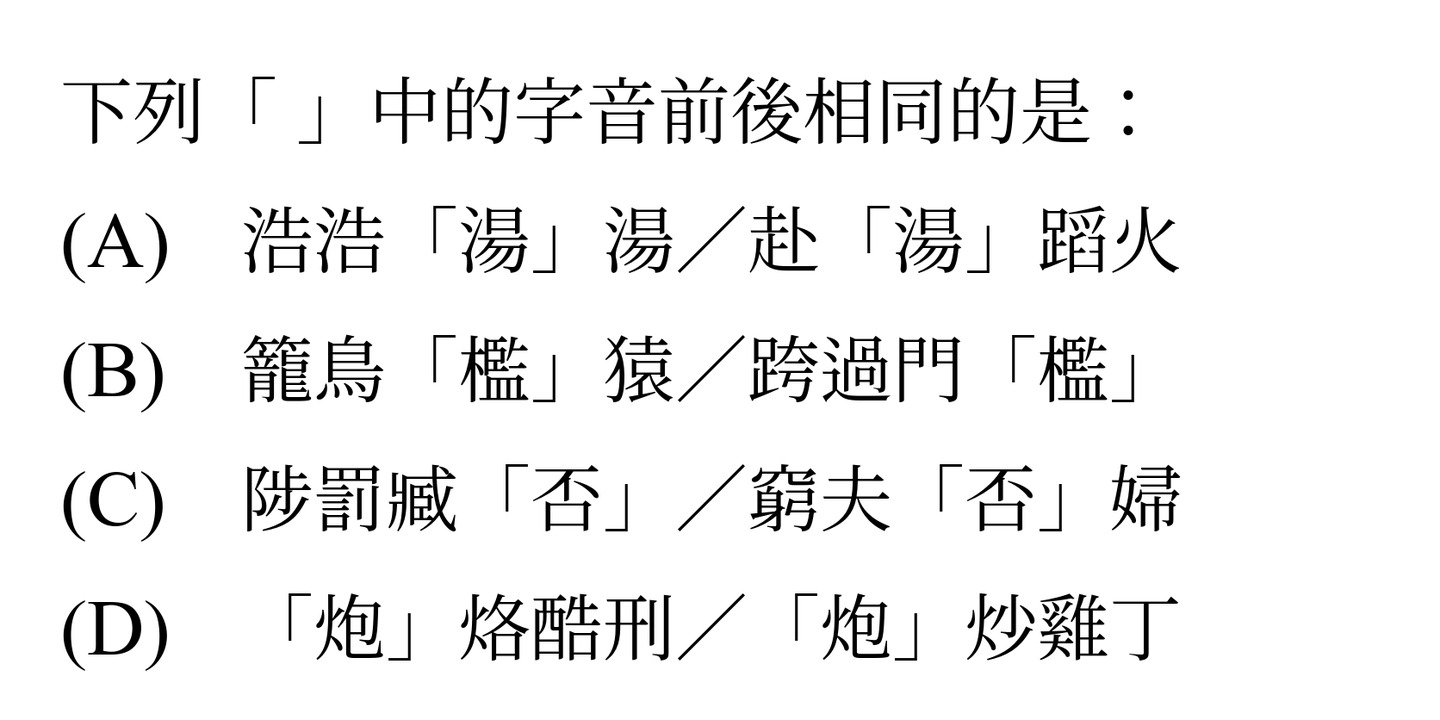 下列「 」中的字音前後相同的是：
(A) 浩浩「湯」湯／赴「湯」蹈火
(B) 籠鳥「檻」猿／跨過門「檻」
(C) 陟罰臧「否」／窮夫「否」婦
(D) 「炮」烙酷刑／「炮」炒雞丁